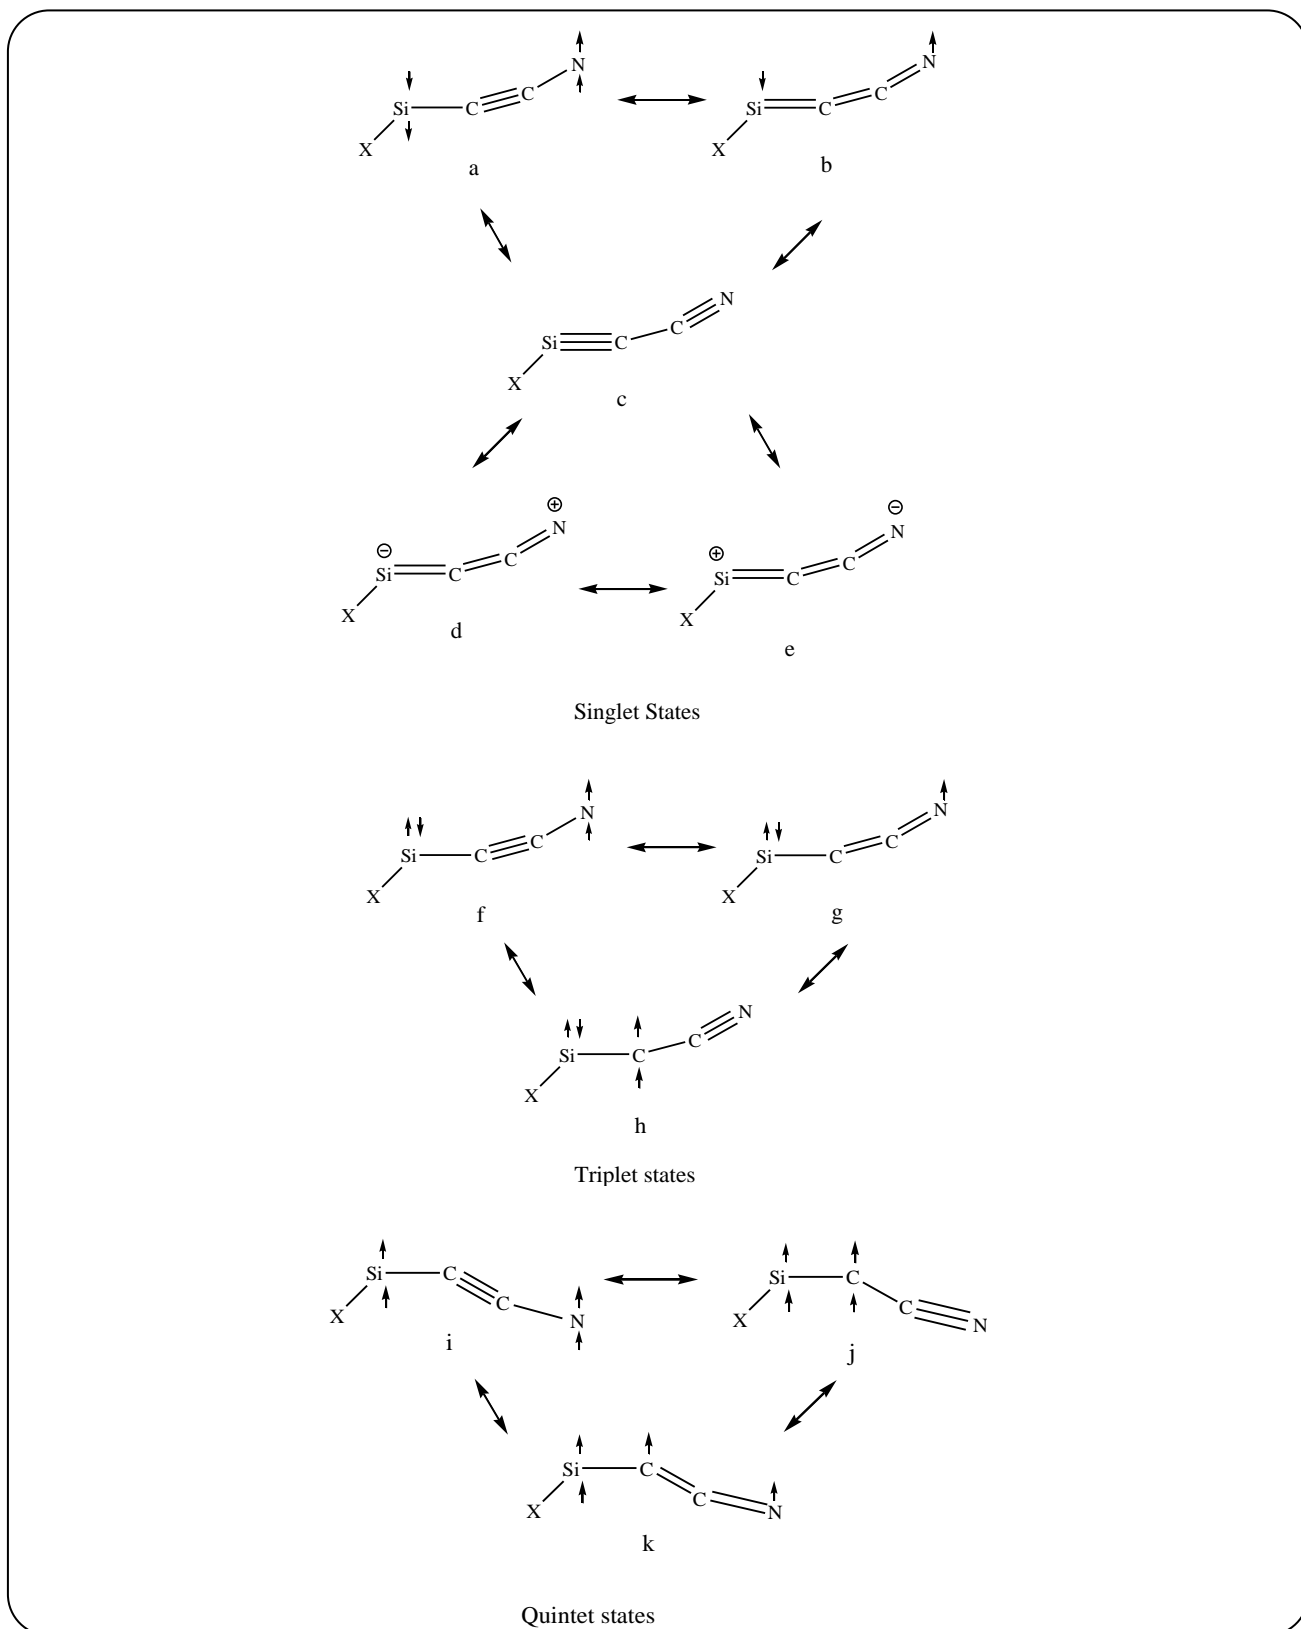 N
Si C C
X
a
N
Si C C
X
b
Si C C N
X
c
⊖ ⊕
Si C C N
X
d
⊕ ⊖
Si C C N
X
e
Singlet States
N
Si C C
X
f
N
Si C C
X
g
N
Si C C
X
h
Triplet states
Si C
X C N
i
Si C
X C N
j
Si C
X C N
k
Quintet states